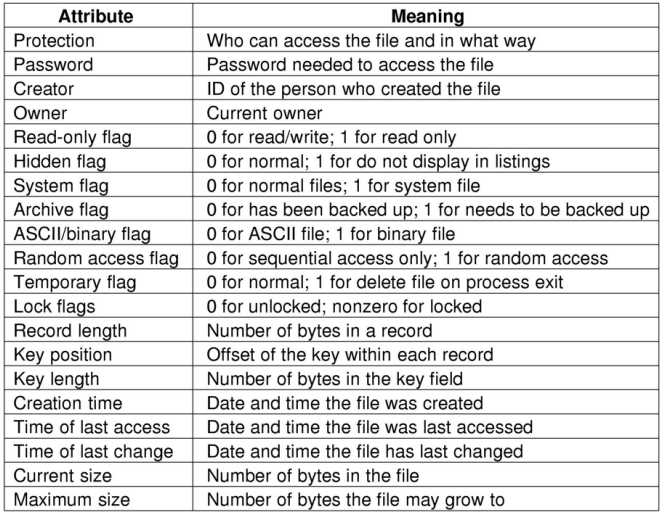 Attribute Meaning
Protection Who can access the file and in what way
Password Password needed to access the file
Creator ID of the person who created the file
Owner Current owner
Read-only flag 0 for read/write; 1 for read only
Hidden flag 0 for normal; 1 for do not display in listings
System flag 0 for normal files; 1 for system file
Archive flag 0 for has been backed up; 1 for needs to be backed up
ASCII/binary flag 0 for ASCII file; 1 for binary file
Random access flag 0 for sequential access only; 1 for random access
Temporary flag 0 for normal; 1 for delete file on process exit
Lock flags 0 for unlocked; nonzero for locked
Record length Number of bytes in a record
Key position Offset of the key within each record
Key length Number of bytes in the key field
Creation time Date and time the file was created
Time of last access Date and time the file was last accessed
Time of last change Date and time the file has last changed
Current size Number of bytes in the file
Maximum size Number of bytes the file may grow to